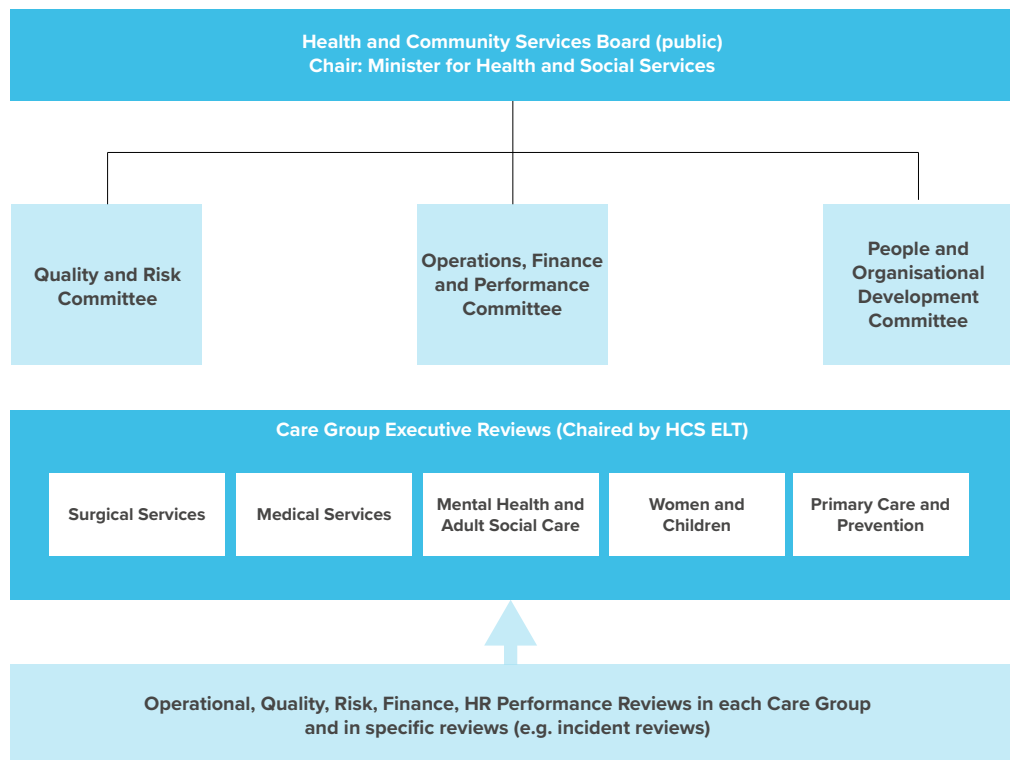 Health and Community Services Board (public)
Chair: Minister for Health and Social Services
Quality and Risk
Committee
Operations, Finance
and Performance
Committee
People and
Organisational
Development
Committee
Care Group Executive Reviews (Chaired by HCS ELT)
Surgical Services
Medical Services
Mental Health and
Adult Social Care
Women and
Children
Primary Care and
Prevention
Operational, Quality, Risk, Finance, HR Performance Reviews in each Care Group
and in specific reviews (e.g. incident reviews)